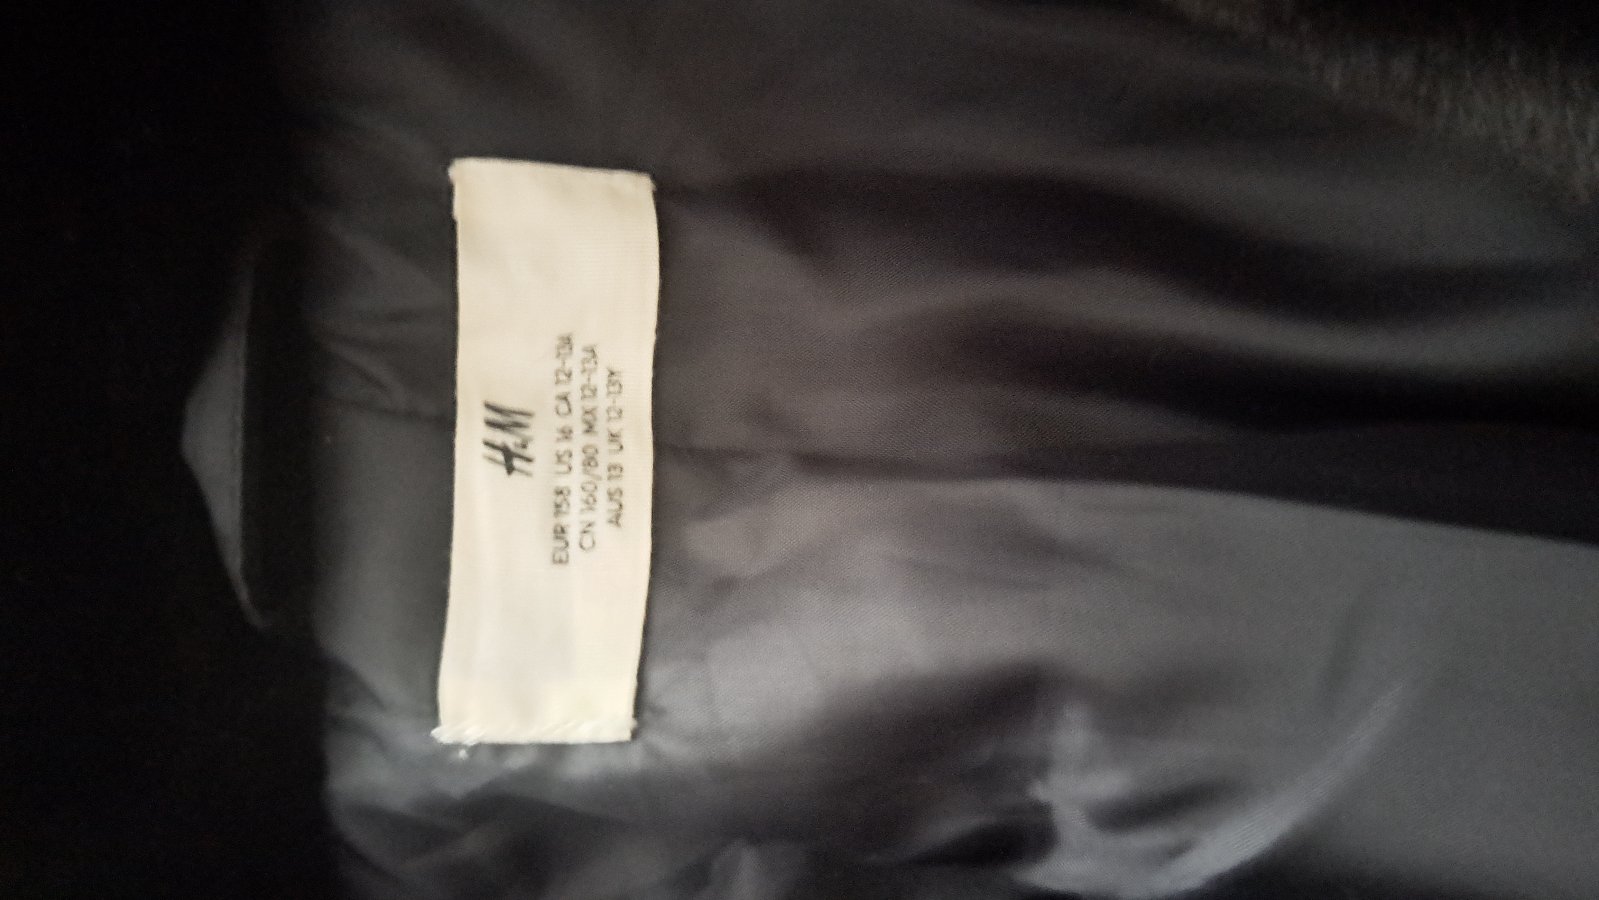 H&M
EUR 158 US 16 CA 12-13A
CN 160/80 MX 12-13A
AUS 13 UK 12-13Y